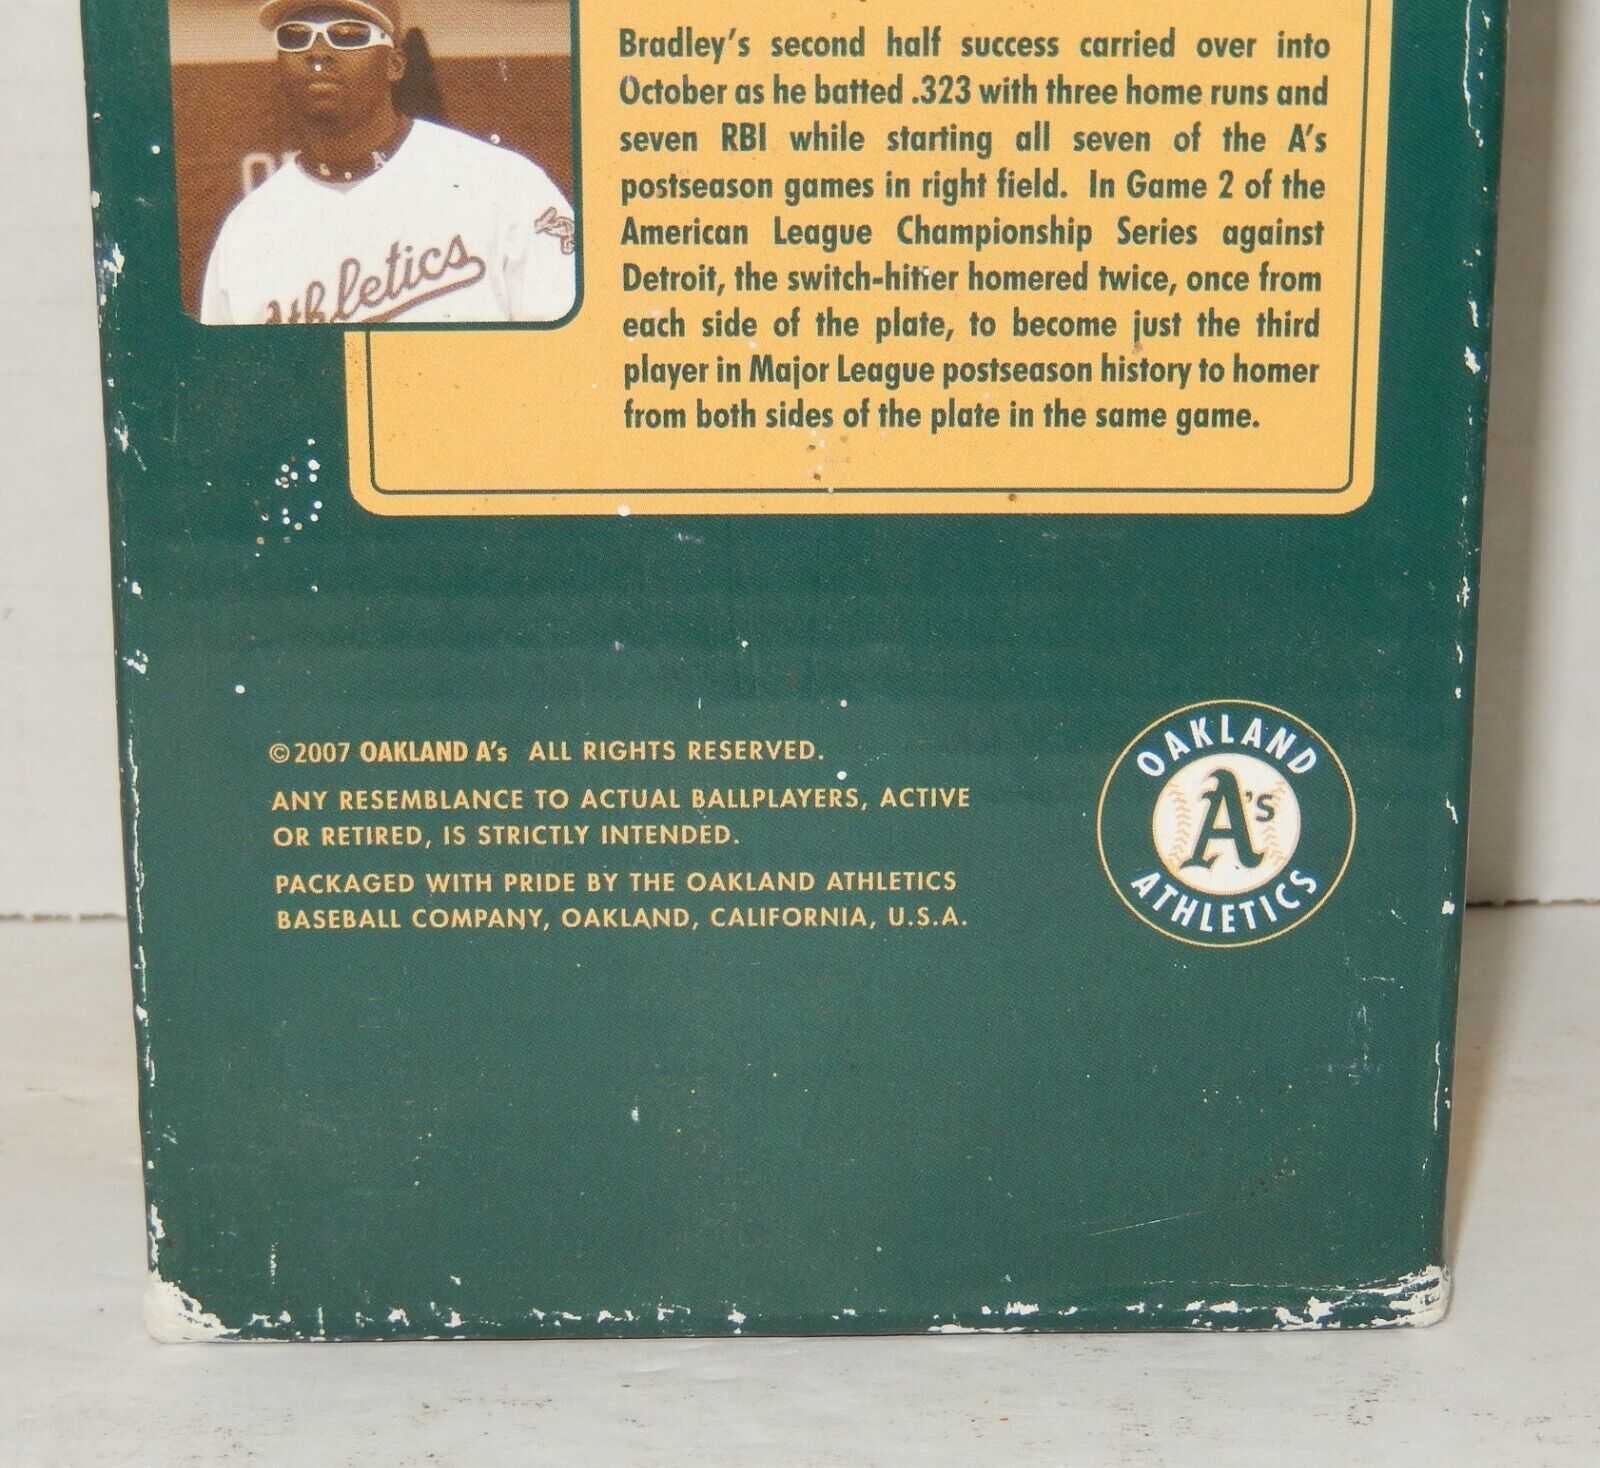 Bradley's second half success carried over into
October as he batted .323 with three home runs and
seven RBI while starting all seven of the A's
postseason games in right field. In Game 2 of the
American League Championship Series against
Detroit, the switch-hitter homered twice, once from
each side of the plate, to become just the third
player in Major League postseason history to homer
from both sides of the plate in the same game.
Athletics
©2007 OAKLAND A's ALL RIGHTS RESERVED.
ANY RESEMBLANCE TO ACTUAL BALLPLAYERS, ACTIVE
OR RETIRED, IS STRICTLY INTENDED.
PACKAGED WITH PRIDE BY THE OAKLAND ATHLETICS
BASEBALL COMPANY, OAKLAND, CALIFORNIA, U.S.A.
OAKLAND
A's
ATHLETICS